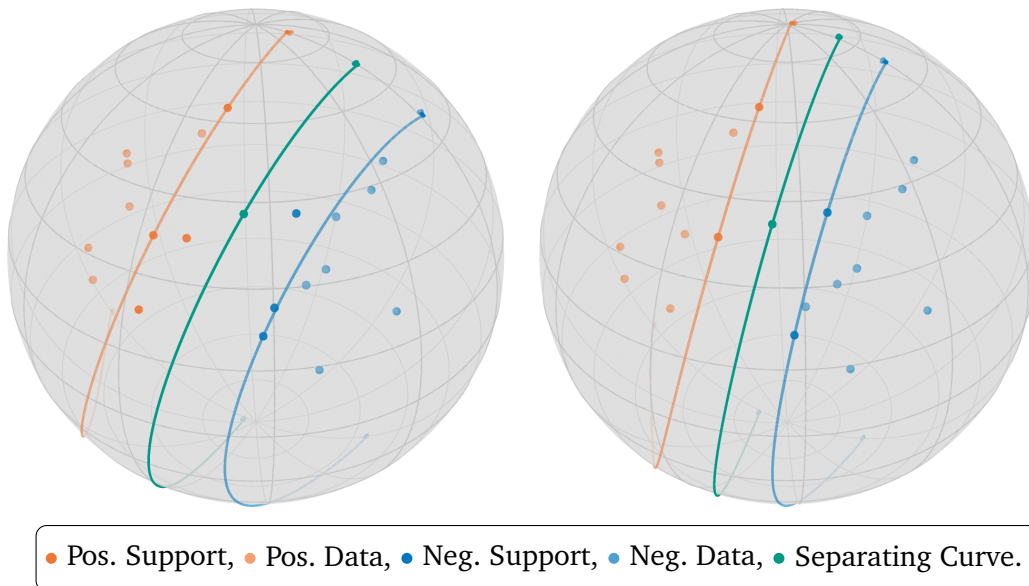 Pos. Support, Pos. Data, Neg. Support, Neg. Data, Separating Curve.